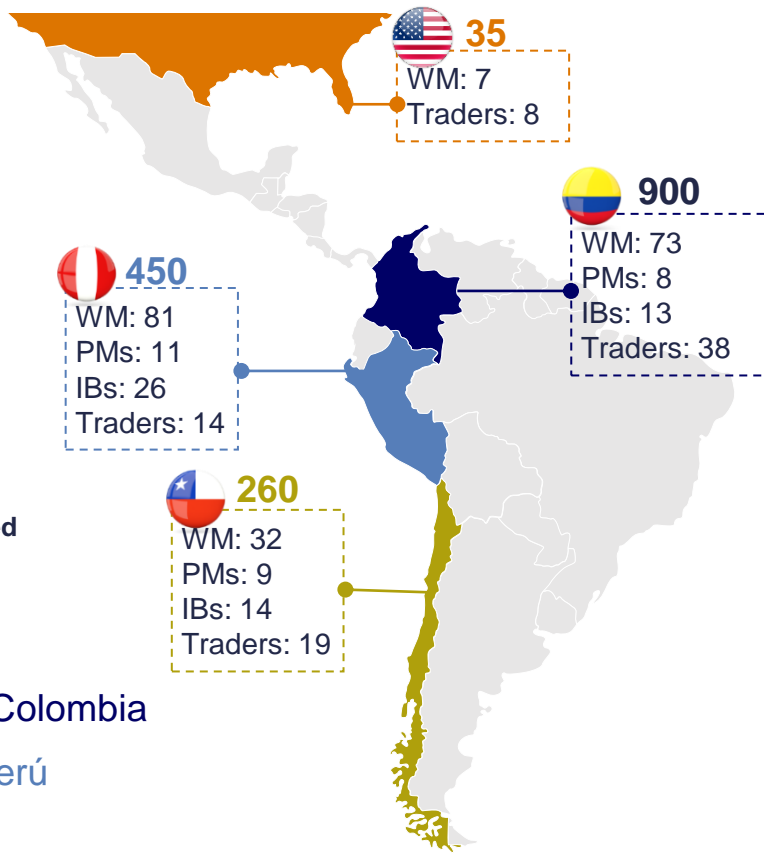 35
WM: 7
Traders: 8
900
WM: 73
PMs: 8
IBs: 13
Traders: 38
450
WM: 81
PMs: 11
IBs: 26
Traders: 14
260
WM: 32
PMs: 9
IBs: 14
Traders: 19
Colombia